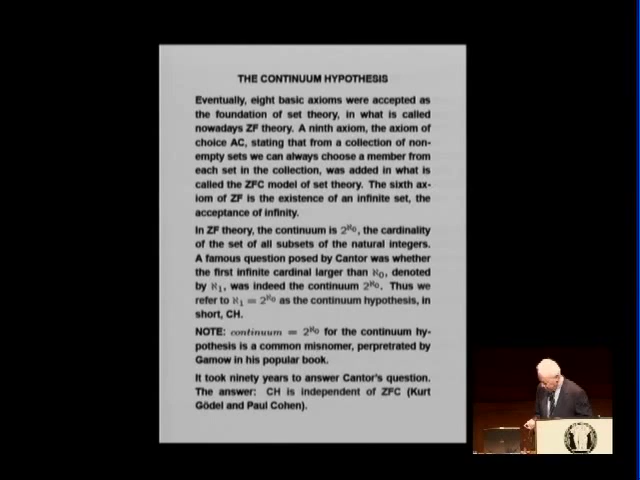 THE CONTINUUM HYPOTHESIS
Eventually, eight basic axioms were accepted as
the foundation of set theory, in what is called
nowadays ZF theory. A ninth axiom, the axiom of
choice AC, stating that from a collection of non-
empty sets we can always choose a member from
each set in the collection, was added in what is
called the ZFC model of set theory. The sixth ax-
iom of ZF is the existence of an infinite set, the
acceptance of infinity.
In ZF theory, the continuum is 2^ℵ₀, the cardinality
of the set of all subsets of the natural integers.
A famous question posed by Cantor was whether
the first infinite cardinal larger than ℵ₀, denoted
by ℵ₁, was indeed the continuum 2^ℵ₀. Thus we
refer to ℵ₁ = 2^ℵ₀ as the continuum hypothesis, in
short, CH.
NOTE: continuum = 2^ℵ₀ for the continuum hy-
pothesis is a common misnomer, perpretrated by
Gamow in his popular book.
It took ninety years to answer Cantor's question.
The answer: CH is independent of ZFC (Kurt
Gödel and Paul Cohen).